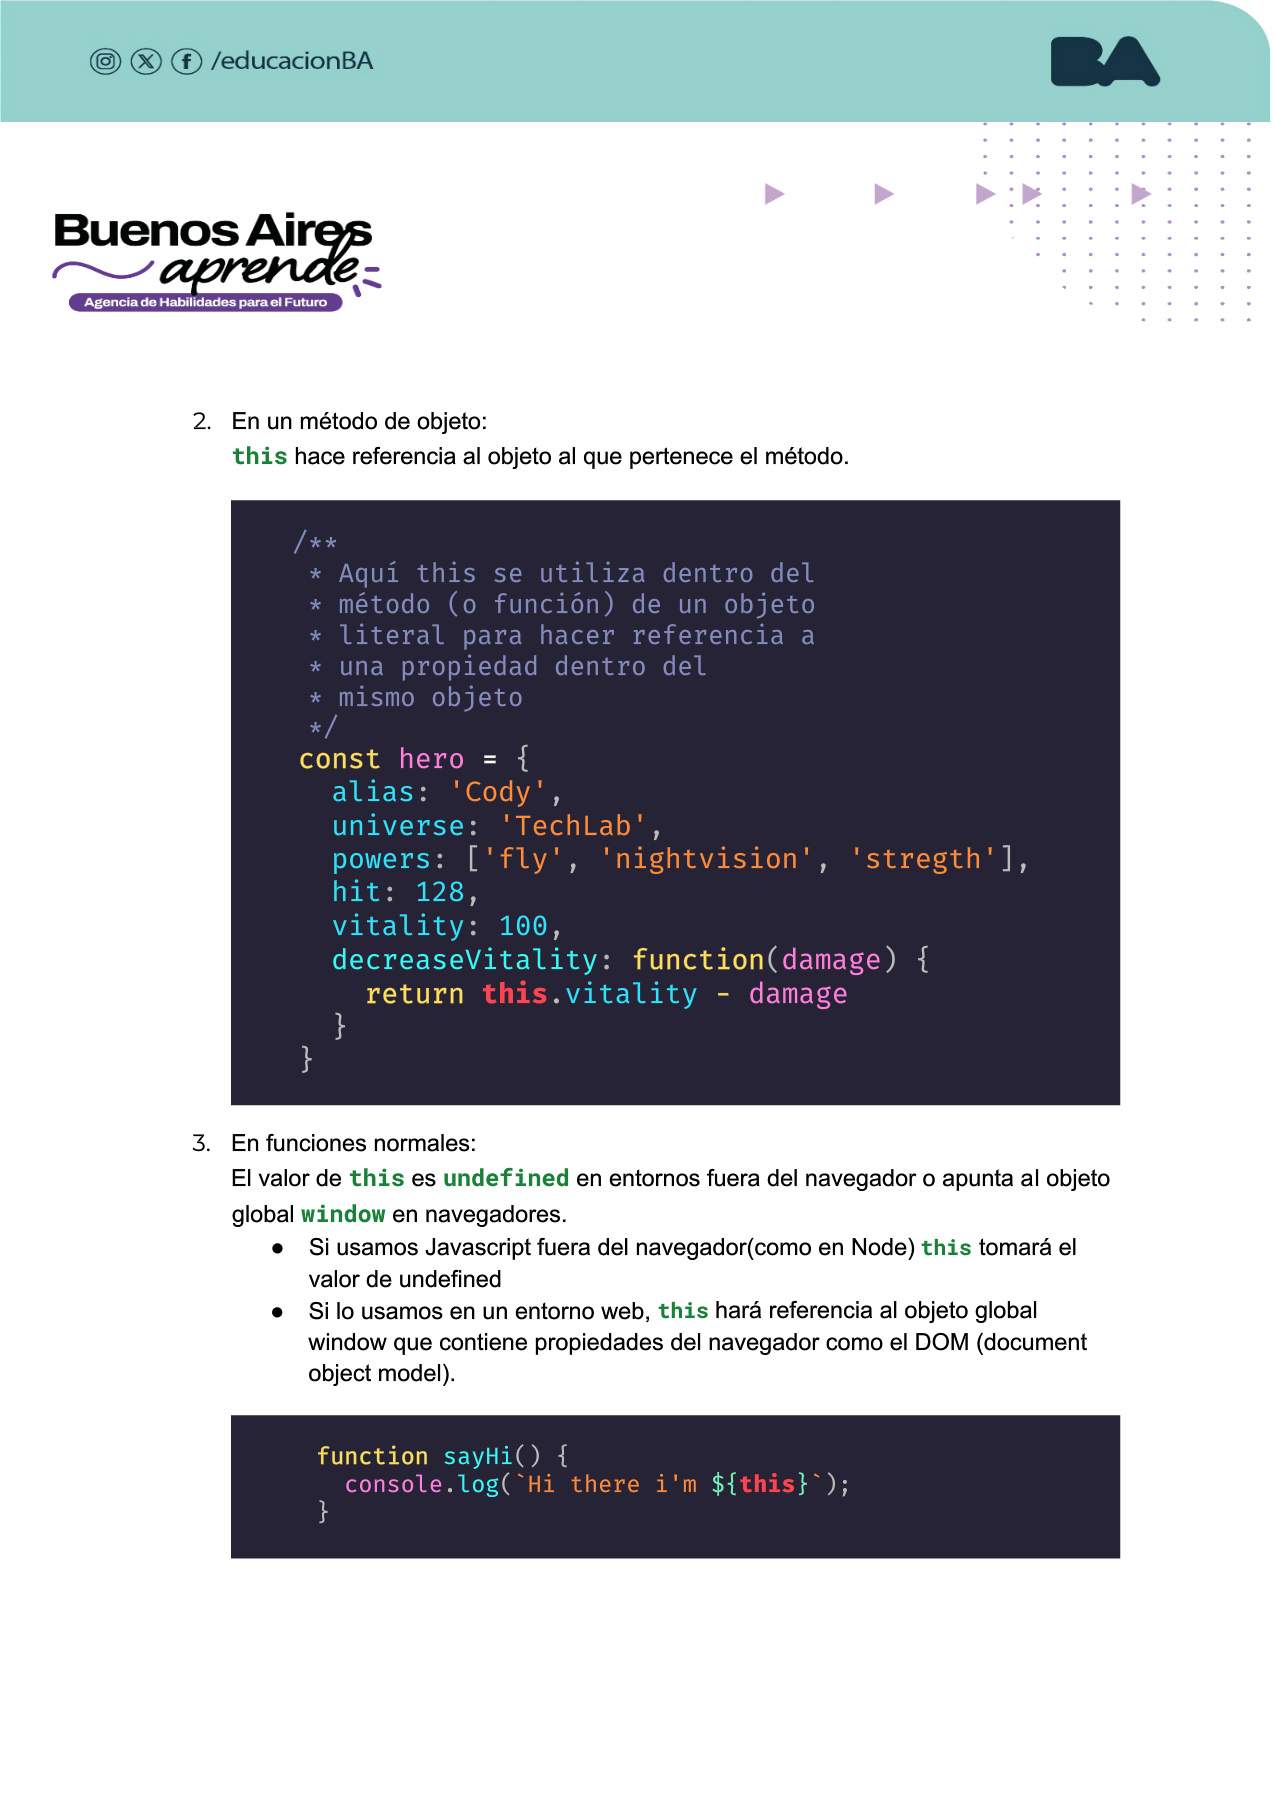 /educacionBA
BA
Buenos Aires
aprende
Agencia de Habilidades para el Futuro
2. En un método de objeto:
this hace referencia al objeto al que pertenece el método.
/**
* Aquí this se utiliza dentro del
* método (o función) de un objeto
* literal para hacer referencia a
* una propiedad dentro del
* mismo objeto
*/
const hero = {
alias: 'Cody',
universe: 'TechLab',
powers: ['fly', 'nightvision', 'stregth'],
hit: 128,
vitality: 100,
decreaseVitality: function(damage) {
return this.vitality - damage
}
}
3. En funciones normales:
El valor de this es undefined en entornos fuera del navegador o apunta al objeto
global window en navegadores.
● Si usamos Javascript fuera del navegador(como en Node) this tomará el
valor de undefined
● Si lo usamos en un entorno web, this hará referencia al objeto global
window que contiene propiedades del navegador como el DOM (document
object model).
function sayHi() {
console.log(`Hi there i'm ${this}`);
}